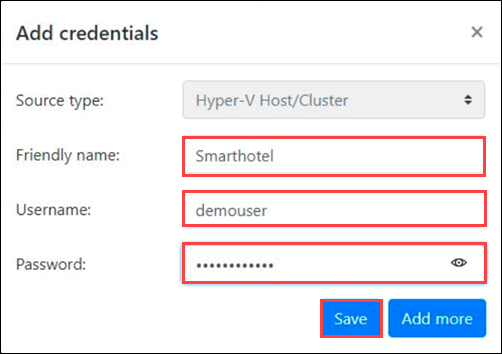 Add credentials ×
Source type: Hyper-V Host/Cluster
Friendly name: Smarthotel
Username: demouser
Password: ••••••••••••
Save Add more